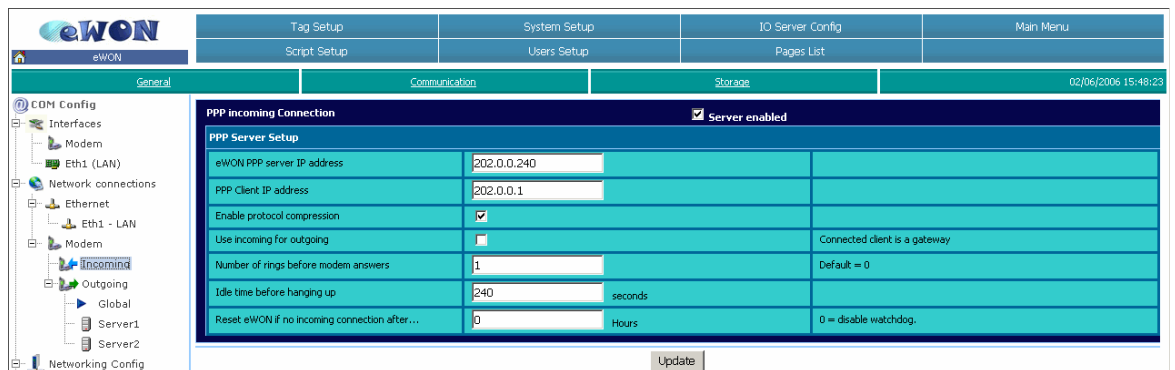 eWON
eWON
Tag Setup
System Setup
IO Server Config
Main Menu
Script Setup
Users Setup
Pages List
General
Communication
Storage
02/06/2006 15:48:23
COM Config
Interfaces
Modem
Eth1 (LAN)
Network connections
Ethernet
Eth1 - LAN
Modem
Incoming
Outgoing
Global
Server1
Server2
Networking Config
PPP incoming Connection
Server enabled
PPP Server Setup
eWON PPP server IP address
202.0.0.240
PPP Client IP address
202.0.0.1
Enable protocol compression
Use incoming for outgoing
Connected client is a gateway
Number of rings before modem answers
1
Default = 0
Idle time before hanging up
240
seconds
Reset eWON if no incoming connection after...
0
Hours
0 = disable watchdog.
Update